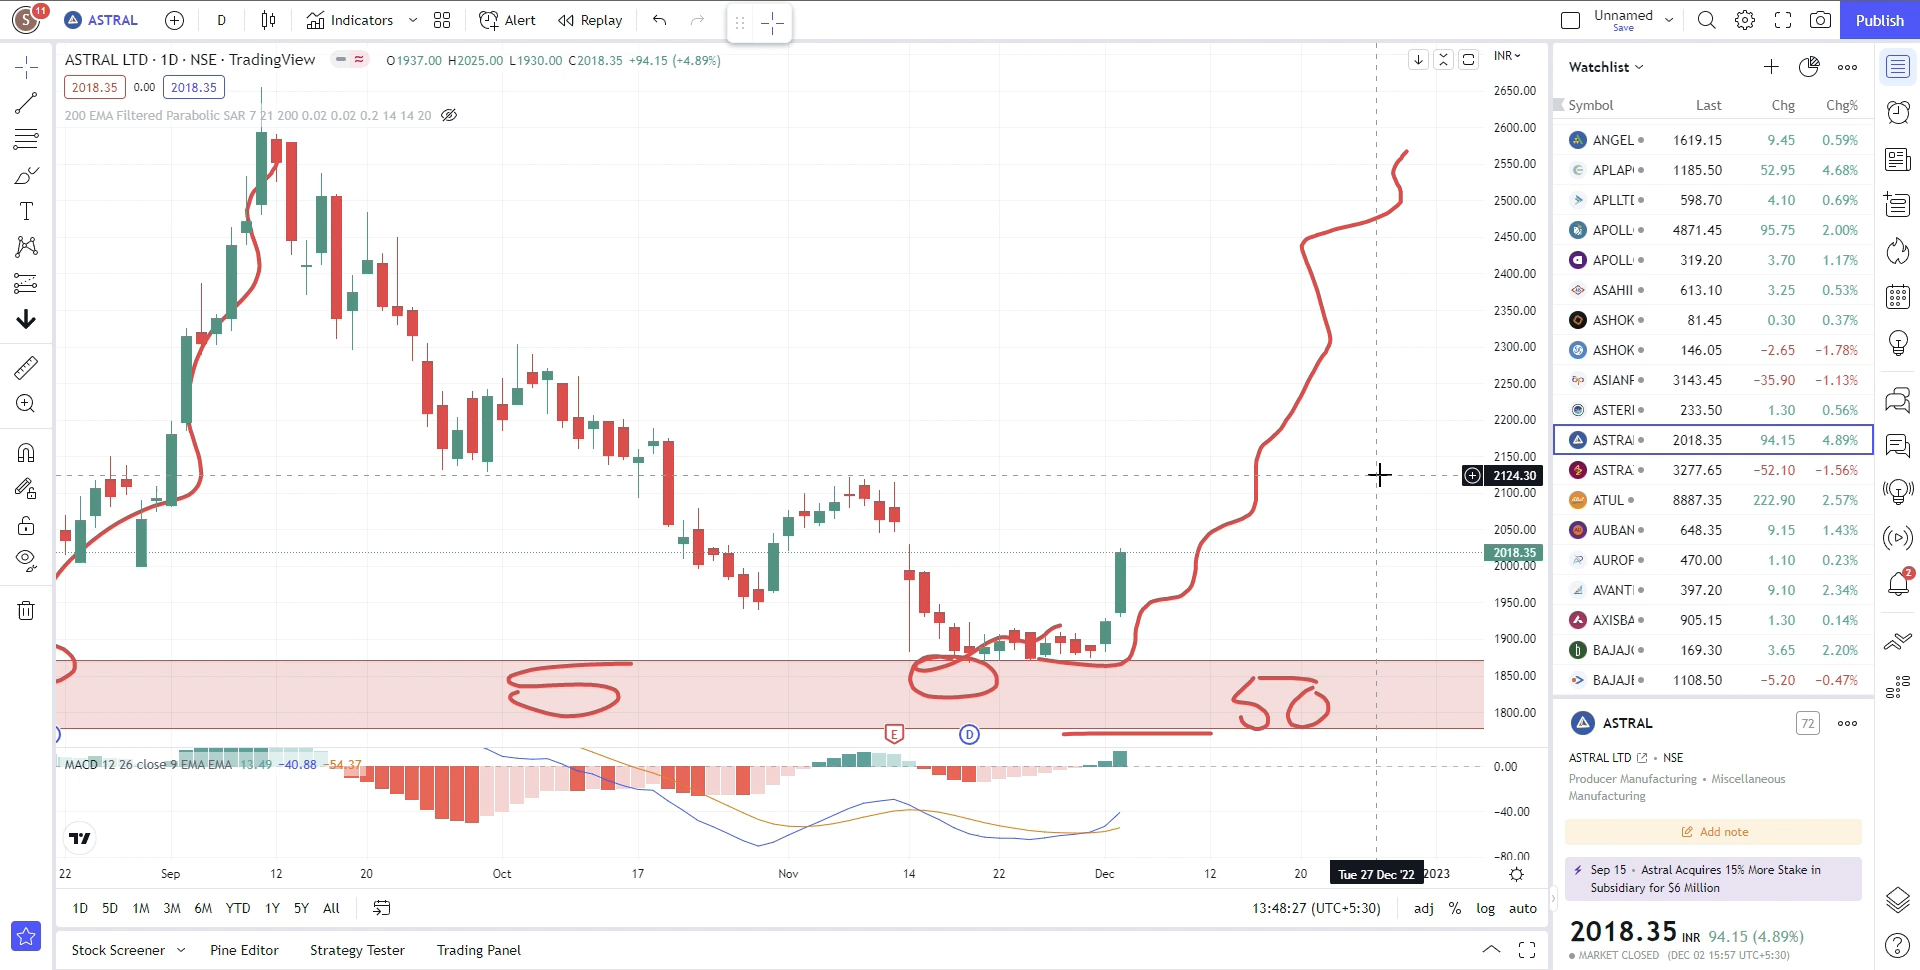 S 11 ASTRAL D Indicators Alert Replay Unnamed Save Publish
ASTRAL LTD · 1D · NSE · TradingView O1937.00 H2025.00 L1930.00 C2018.35 +94.15 (+4.89%) INR
2018.35 0.00 2018.35
200 EMA Filtered Parabolic SAR 7 21 200 0.02 0.02 0.2 14 14 20
2650.00
2600.00
2550.00
2500.00
2450.00
2400.00
2350.00
2300.00
2250.00
2200.00
2150.00
2124.30
2100.00
2050.00
2018.35
2000.00
1950.00
1900.00
1850.00
1800.00
50
E D
MACD 12 26 close 9 EMA EMA 13.49 −40.88 −54.37
0.00
−40.00
−80.00
22 Sep 12 20 Oct 17 Nov 14 22 Dec 12 20 Tue 27 Dec '22 2023
1D 5D 1M 3M 6M YTD 1Y 5Y All 13:48:27 (UTC+5:30) adj % log auto
Stock Screener Pine Editor Strategy Tester Trading Panel
Watchlist
Symbol Last Chg Chg%
ANGEL 1619.15 9.45 0.59%
APLAP 1185.50 52.95 4.68%
APLLT 598.70 4.10 0.69%
APOLL 4871.45 95.75 2.00%
APOLL 319.20 3.70 1.17%
ASAHI 613.10 3.25 0.53%
ASHOK 81.45 0.30 0.37%
ASHOK 146.05 −2.65 −1.78%
ASIANP 3143.45 −35.90 −1.13%
ASTER 233.50 1.30 0.56%
ASTRA 2018.35 94.15 4.89%
ASTRA 3277.65 −52.10 −1.56%
ATUL 8887.35 222.90 2.57%
AUBAN 648.35 9.15 1.43%
AUROP 470.00 1.10 0.23%
AVANT 397.20 9.10 2.34%
AXISBA 905.15 1.30 0.14%
BAJAJ 169.30 3.65 2.20%
BAJAJE 1108.50 −5.20 −0.47%
ASTRAL 72
ASTRAL LTD · NSE
Producer Manufacturing • Miscellaneous
Manufacturing
Add note
Sep 15 • Astral Acquires 15% More Stake in
Subsidiary for $6 Million
2018.35 INR 94.15 (4.89%)
MARKET CLOSED (DEC 02 15:57 UTC+5:30)
2